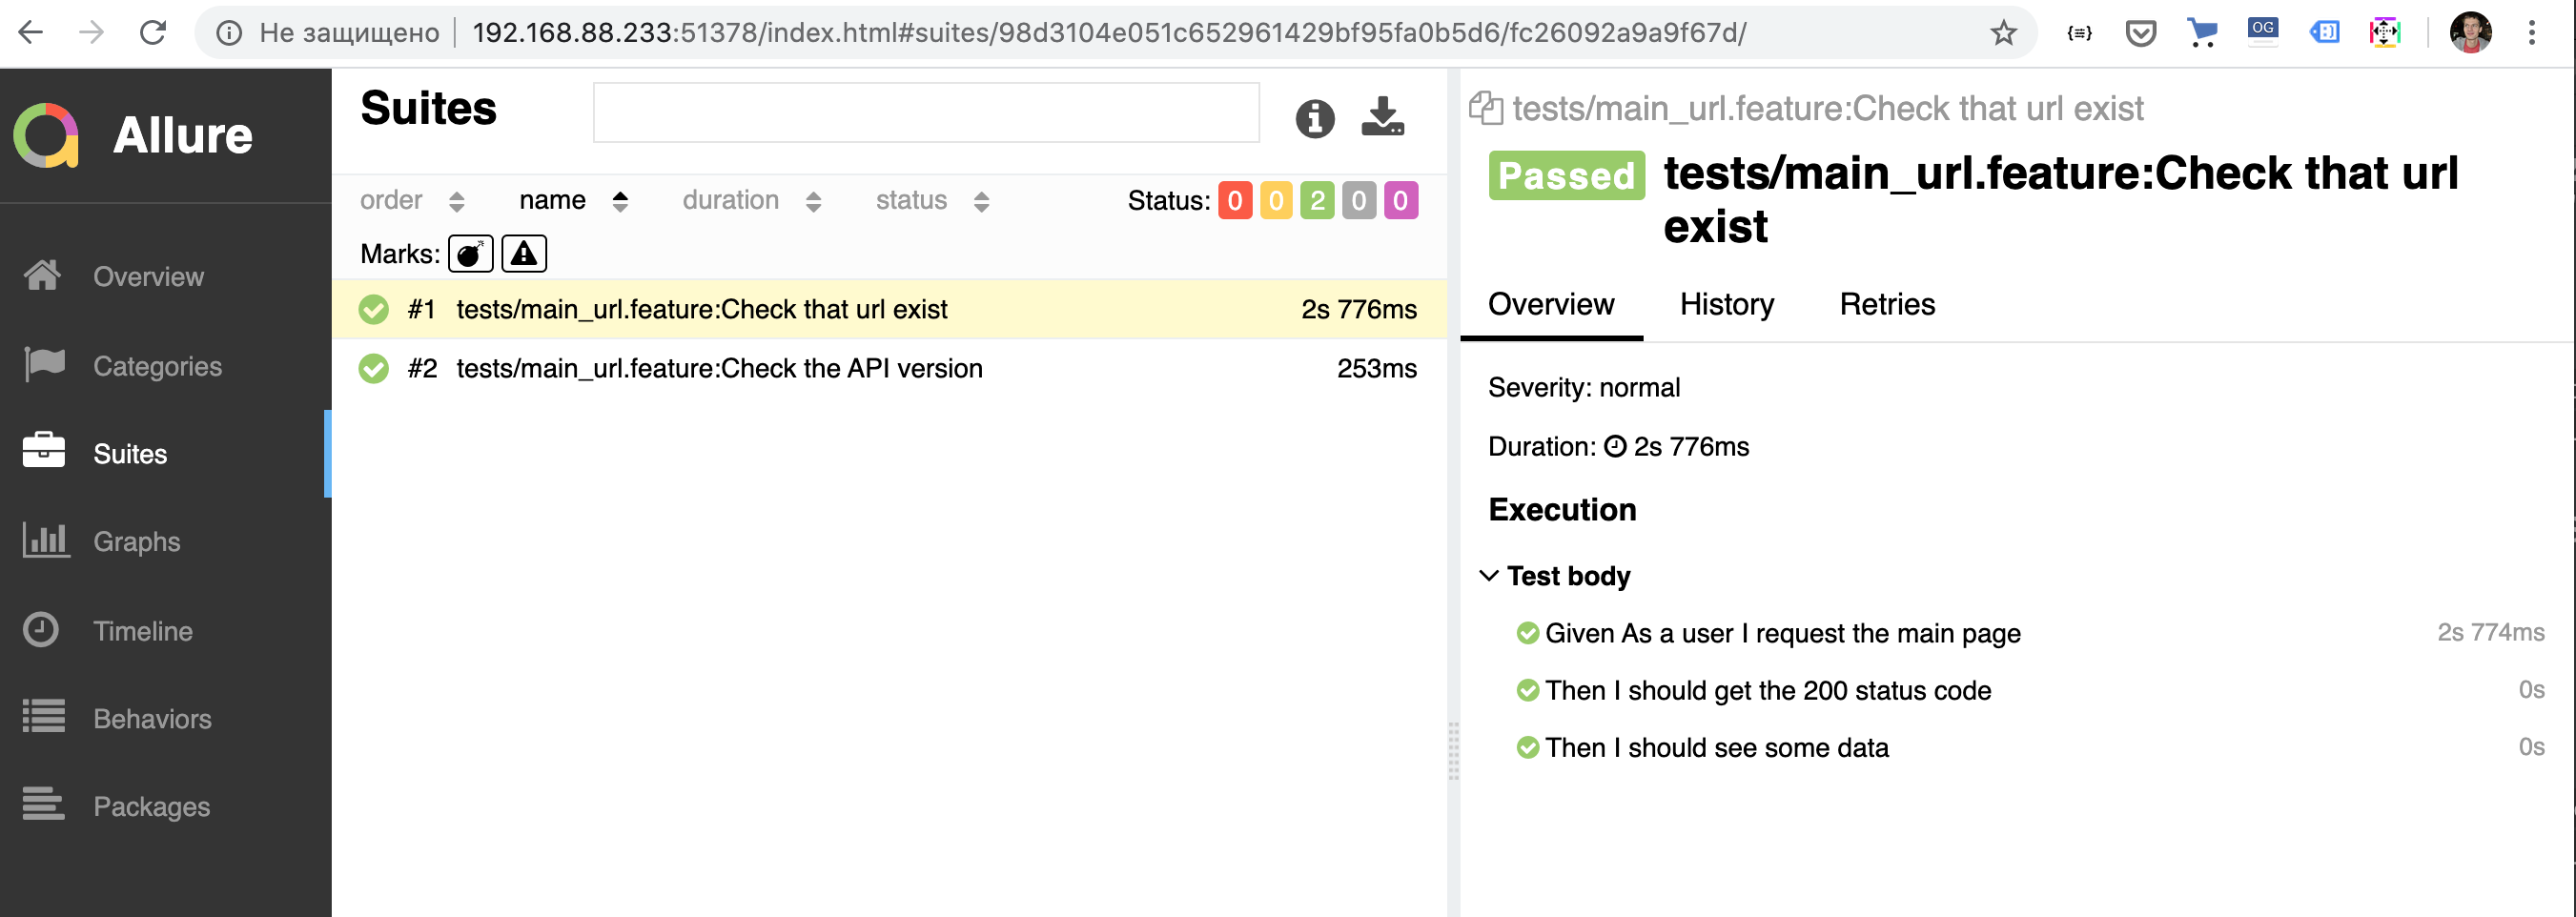 Не защищено 192.168.88.233:51378/index.html#suites/98d3104e051c652961429bf95fa0b5d6/fc26092a9a9f67d/
{≡}
OG
Allure
Overview
Categories
Suites
Graphs
Timeline
Behaviors
Packages
Suites
order name duration status Status: 0 0 2 0 0
Marks:
#1 tests/main_url.feature:Check that url exist 2s 776ms
#2 tests/main_url.feature:Check the API version 253ms
tests/main_url.feature:Check that url exist
Passed tests/main_url.feature:Check that url
exist
Overview History Retries
Severity: normal
Duration: 2s 776ms
Execution
Test body
Given As a user I request the main page 2s 774ms
Then I should get the 200 status code 0s
Then I should see some data 0s